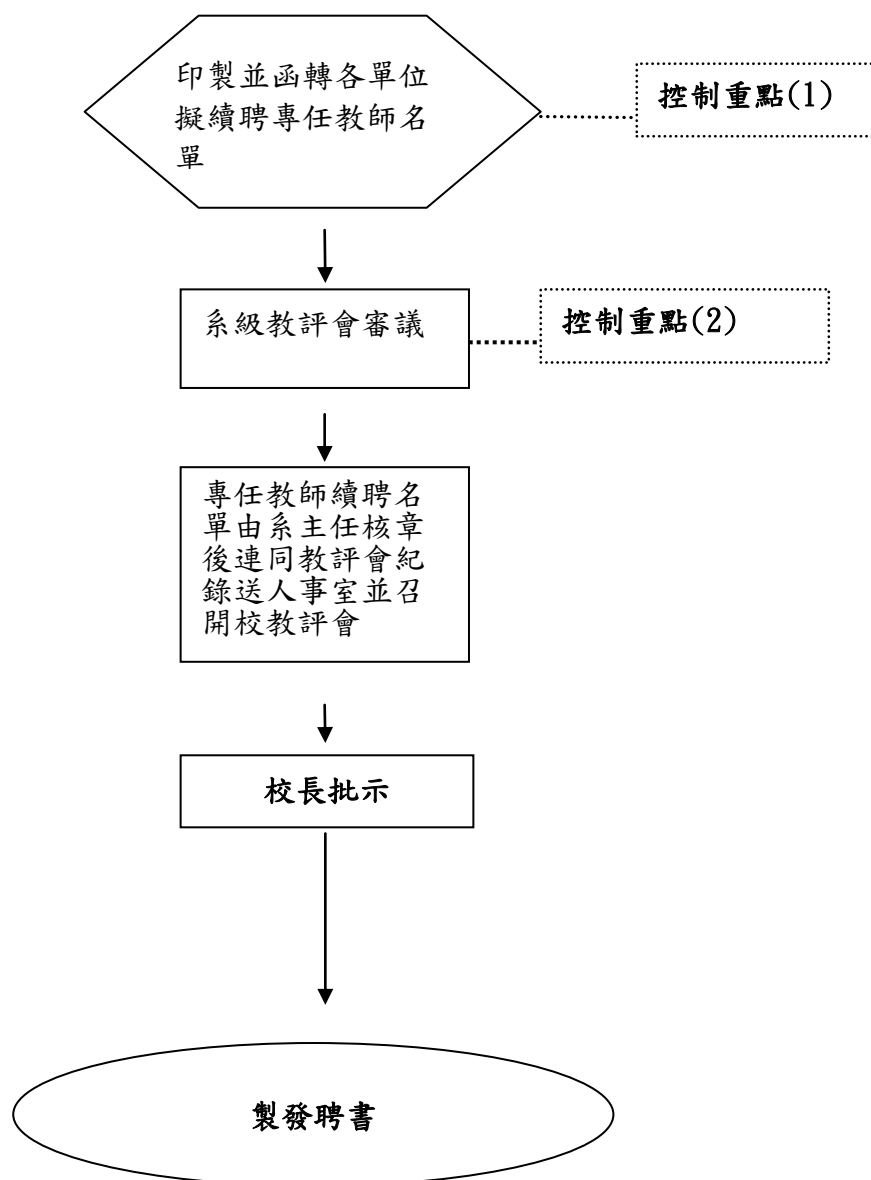 印製並函轉各單位
擬續聘專任教師名
單
控制重點(1)
系級教評會審議
控制重點(2)
專任教師續聘名
單由系主任核章
後連同教評會紀
錄送人事室並召
開校教評會
校長批示
製發聘書